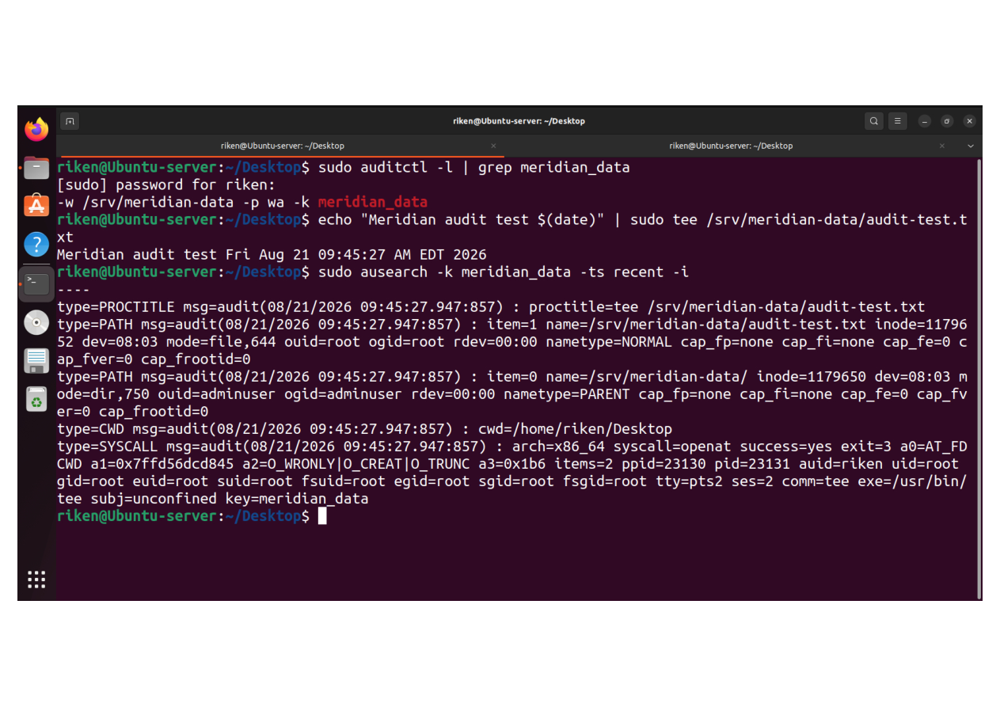 riken@Ubuntu-server: ~/Desktop
riken@Ubuntu-server: ~/Desktop
riken@Ubuntu-server: ~/Desktop
riken@Ubuntu-server:~/Desktop$ sudo auditctl -l | grep meridian_data
[sudo] password for riken:
-w /srv/meridian-data -p wa -k meridian_data
riken@Ubuntu-server:~/Desktop$ echo "Meridian audit test $(date)" | sudo tee /srv/meridian-data/audit-test.t
xt
Meridian audit test Fri Aug 21 09:45:27 AM EDT 2026
riken@Ubuntu-server:~/Desktop$ sudo ausearch -k meridian_data -ts recent -i
----
type=PROCTITLE msg=audit(08/21/2026 09:45:27.947:857) : proctitle=tee /srv/meridian-data/audit-test.txt
type=PATH msg=audit(08/21/2026 09:45:27.947:857) : item=1 name=/srv/meridian-data/audit-test.txt inode=11796
52 dev=08:03 mode=file,644 ouid=root ogid=root rdev=00:00 nametype=NORMAL cap_fp=none cap_fi=none cap_fe=0 c
ap_fver=0 cap_frootid=0
type=PATH msg=audit(08/21/2026 09:45:27.947:857) : item=0 name=/srv/meridian-data/ inode=1179650 dev=08:03 m
ode=dir,750 ouid=adminuser ogid=adminuser rdev=00:00 nametype=PARENT cap_fp=none cap_fi=none cap_fe=0 cap_fv
er=0 cap_frootid=0
type=CWD msg=audit(08/21/2026 09:45:27.947:857) : cwd=/home/riken/Desktop
type=SYSCALL msg=audit(08/21/2026 09:45:27.947:857) : arch=x86_64 syscall=openat success=yes exit=3 a0=AT_FD
CWD a1=0x7ffd56dcd845 a2=O_WRONLY|O_CREAT|O_TRUNC a3=0x1b6 items=2 ppid=23130 pid=23131 auid=riken uid=root
gid=root euid=root suid=root fsuid=root egid=root sgid=root fsgid=root tty=pts2 ses=2 comm=tee exe=/usr/bin/
tee subj=unconfined key=meridian_data
riken@Ubuntu-server:~/Desktop$